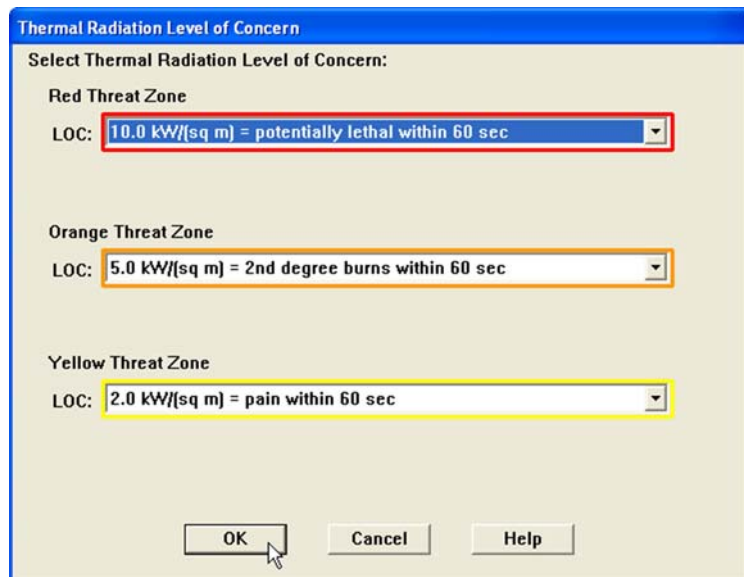 Thermal Radiation Level of Concern
Select Thermal Radiation Level of Concern:
Red Threat Zone
LOC: 10.0 kW/(sq m) = potentially lethal within 60 sec
Orange Threat Zone
LOC: 5.0 kW/(sq m) = 2nd degree burns within 60 sec
Yellow Threat Zone
LOC: 2.0 kW/(sq m) = pain within 60 sec
OK Cancel Help